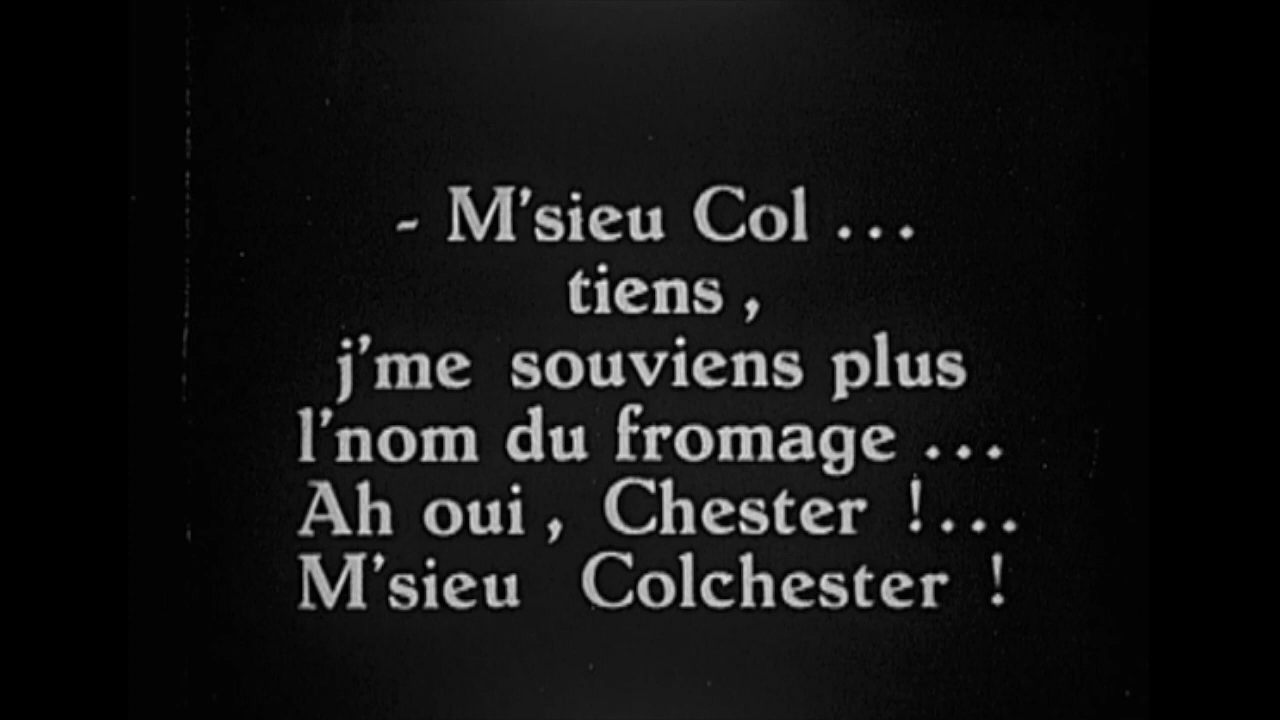 - M'sieu Col ...
tiens ,
j'me souviens plus
l'nom du fromage ...
Ah oui , Chester !...
M'sieu Colchester !